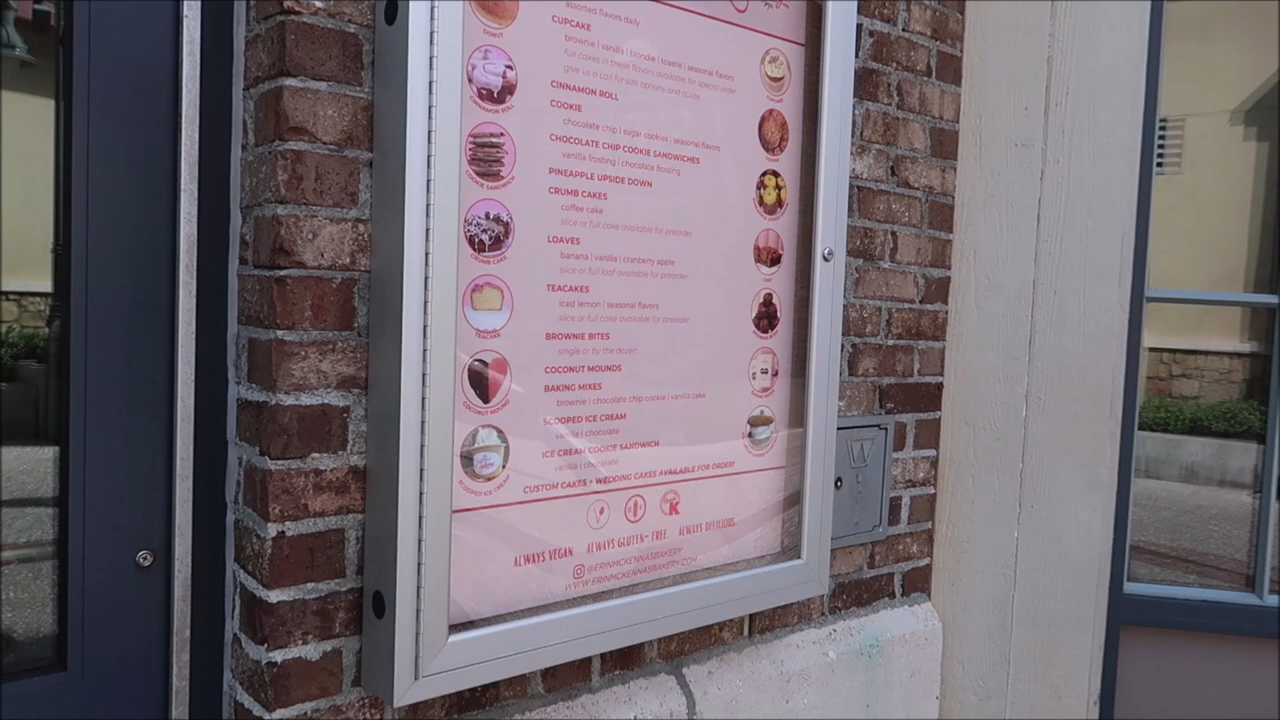 assorted flavors daily
CUPCAKE
brownie | vanilla | blondie | toastie | seasonal flavors
full cakes in these flavors available for special order
give us a call for size options and quote
CINNAMON ROLL
COOKIE
chocolate chip | sugar cookies | seasonal flavors
CHOCOLATE CHIP COOKIE SANDWICHES
vanilla frosting | chocolate frosting
PINEAPPLE UPSIDE DOWN
CRUMB CAKES
coffee cake
slice or full cake available for preorder
LOAVES
banana | vanilla | cranberry apple
slice or full loaf available for preorder
TEACAKES
iced lemon | seasonal flavors
slice or full cake available for preorder
BROWNIE BITES
single or by the dozen
COCONUT MOUNDS
BAKING MIXES
brownie | chocolate chip cookie | vanilla cake
SCOOPED ICE CREAM
vanilla | chocolate
ICE CREAM COOKIE SANDWICH
vanilla | chocolate
CUSTOM CAKES + WEDDING CAKES AVAILABLE FOR ORDER!
ALWAYS VEGAN. ALWAYS GLUTEN-FREE. ALWAYS DELICIOUS.
@ERINMCKENNASBAKERY
WWW.ERINMCKENNASBAKERY.COM
DONUT
CINNAMON ROLL
COOKIE SANDWICH
CRUMB CAKE
TEACAKE
COCONUT MOUND
SCOOPED ICE CREAM
CUPCAKE
COOKIE
LOAF
K
W